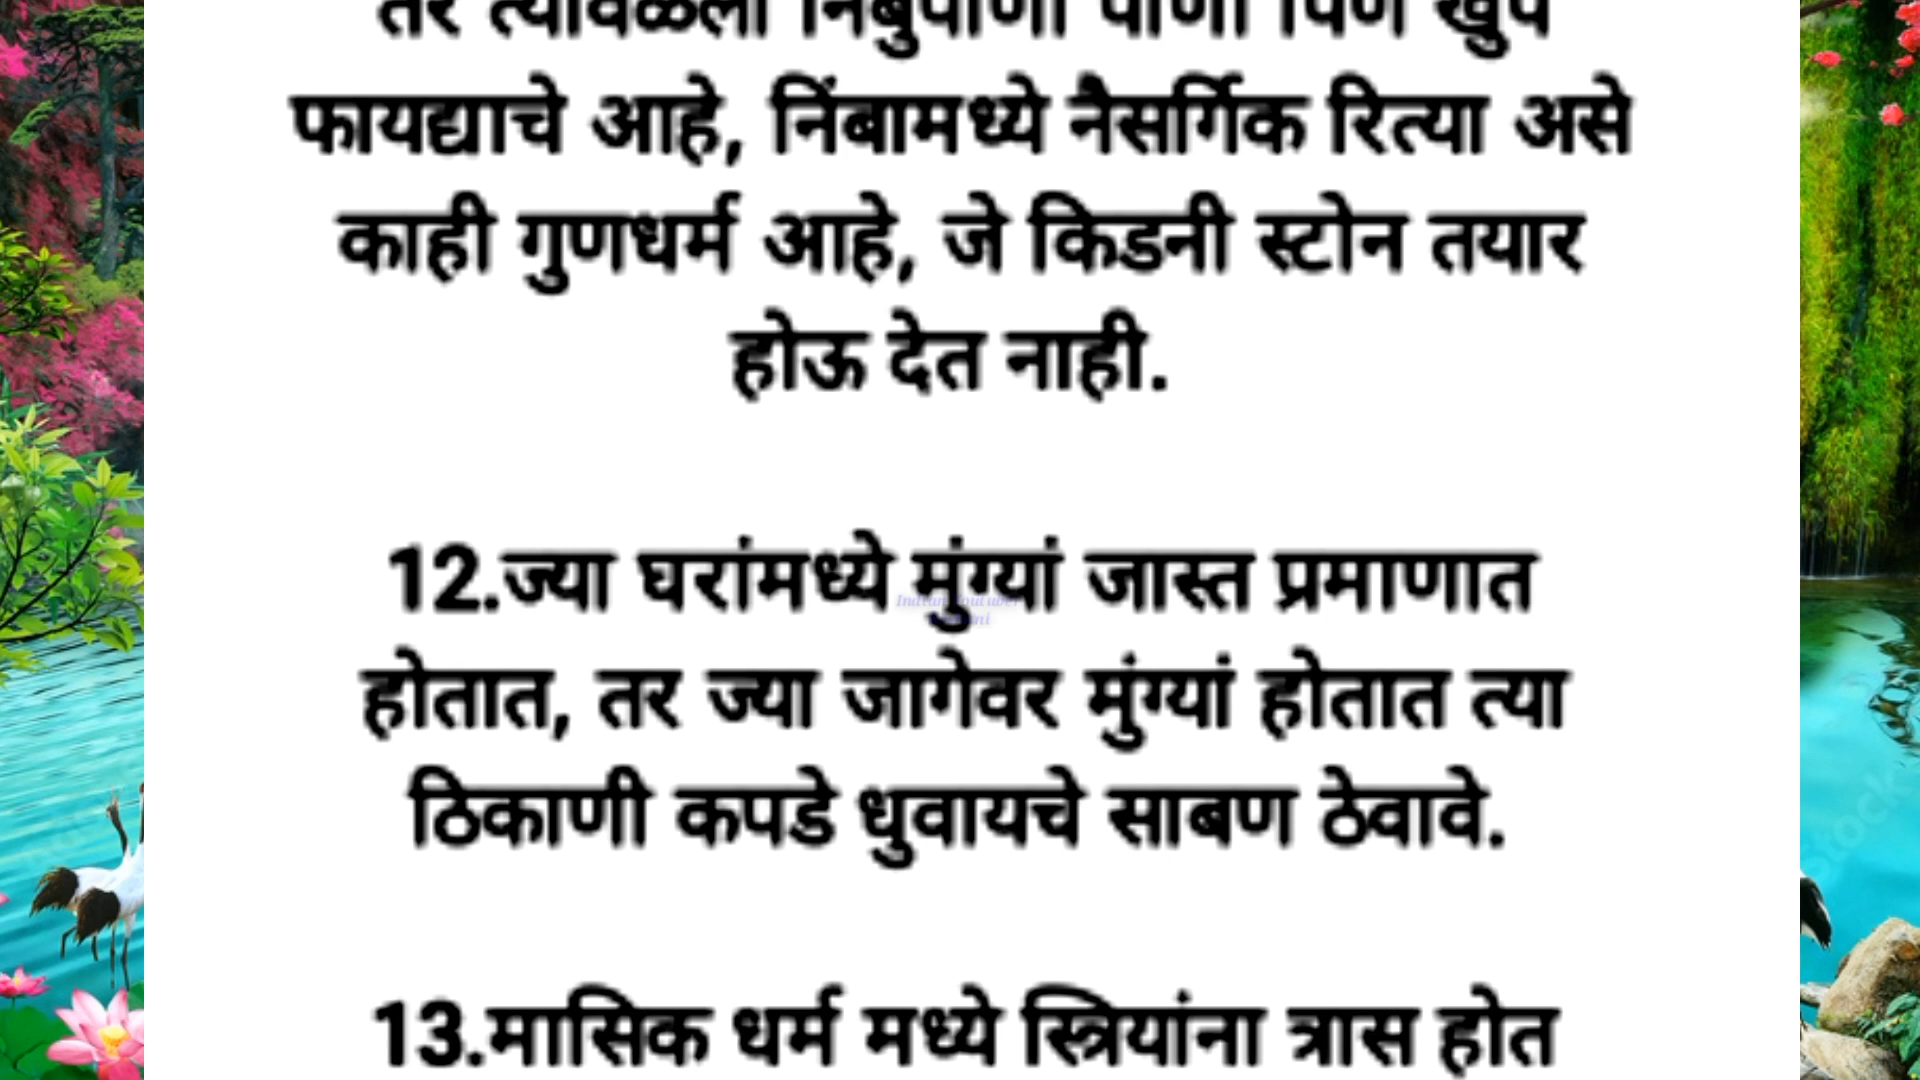 तर त्यावेळेला निंबुपाणी पाणी पिणे खुप
फायद्याचे आहे, निंबामध्ये नैसर्गिक रित्या असे
काही गुणधर्म आहे, जे किडनी स्टोन तयार
होऊ देत नाही.
12.ज्या घरांमध्ये मुंग्यां जास्त प्रमाणात
होतात, तर ज्या जागेवर मुंग्यां होतात त्या
ठिकाणी कपडे धुवायचे साबण ठेवावे.
13.मासिक धर्म मध्ये स्त्रियांना त्रास होत